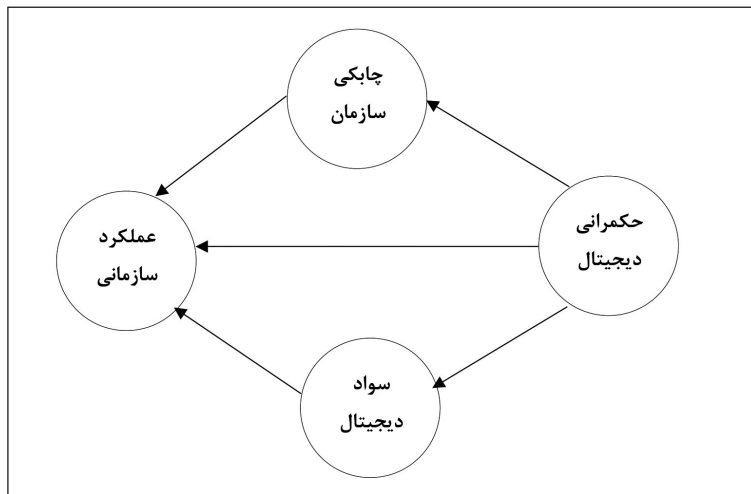 چابکی
سازمان
حکمرانی
دیجیتال
عملکرد
سازمانی
سواد
دیجیتال